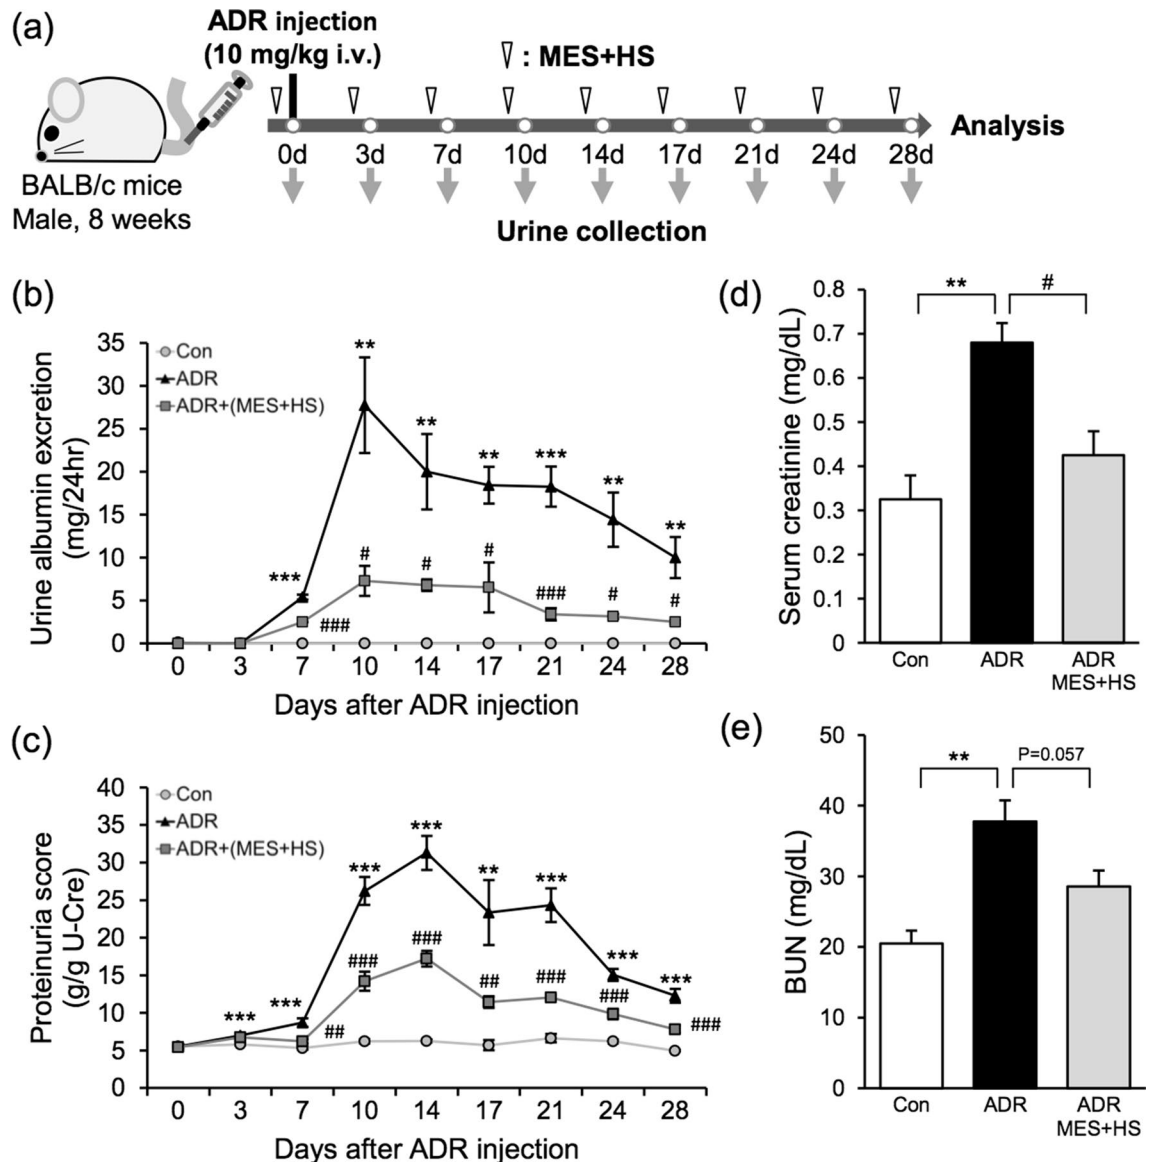 (a)
ADR injection
(10 mg/kg i.v.)
: MES+HS
Analysis
0d 3d 7d 10d 14d 17d 21d 24d 28d
BALB/c mice
Male, 8 weeks
Urine collection
(b)
Urine albumin excretion
(mg/24hr)
35
30
25
20
15
10
5
0
Con
ADR
ADR+(MES+HS)
*** ** ** ** *** ** **
### # # # ### # #
0 3 7 10 14 17 21 24 28
Days after ADR injection
(c)
Proteinuria score
(g/g U-Cre)
40
35
30
25
20
15
10
5
0
Con
ADR
ADR+(MES+HS)
*** *** *** *** ** *** *** ***
## ### ### ## ### ### ###
0 3 7 10 14 17 21 24 28
Days after ADR injection
(d)
Serum creatinine (mg/dL)
0.8
0.7
0.6
0.5
0.4
0.3
0.2
0.1
0
** #
Con ADR ADR
MES+HS
(e)
BUN (mg/dL)
50
40
30
20
10
0
** P=0.057
Con ADR ADR
MES+HS